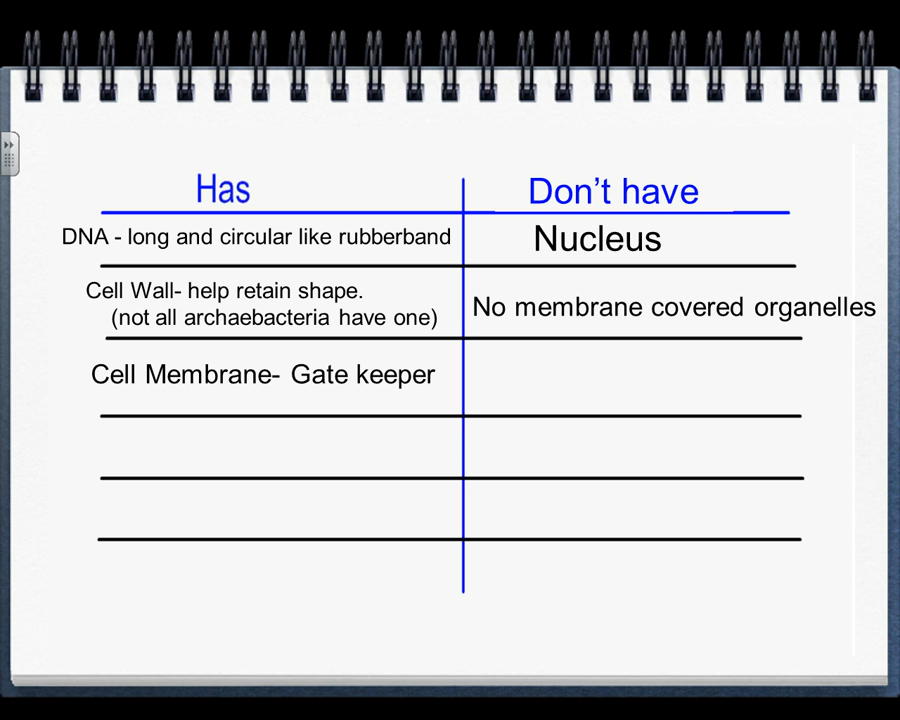 Has
Don't have
DNA - long and circular like rubberband
Nucleus
Cell Wall- help retain shape.
(not all archaebacteria have one)
No membrane covered organelles
Cell Membrane- Gate keeper